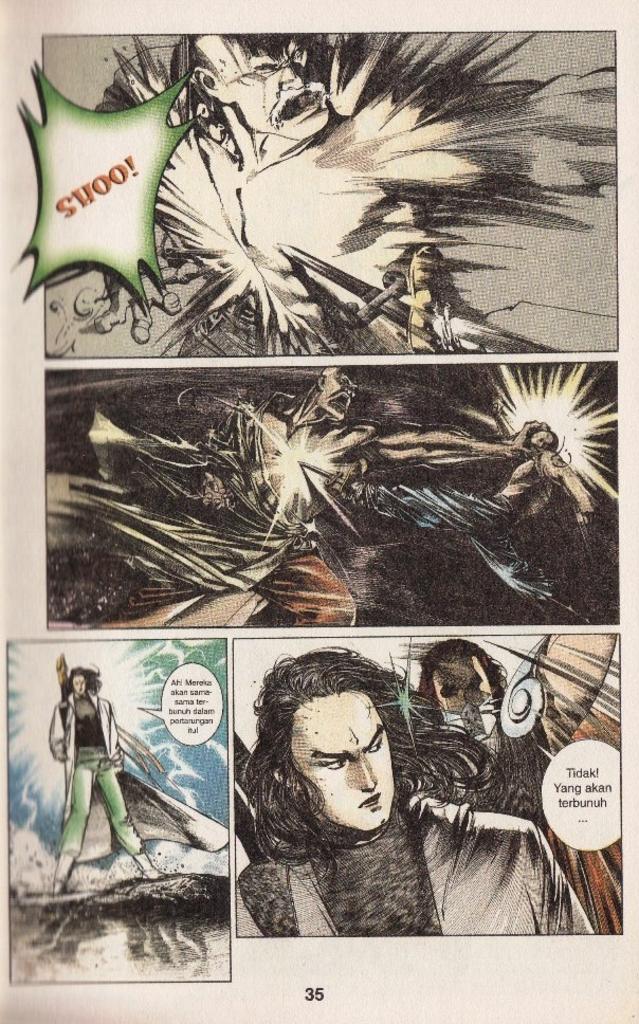 SUOO!
Ah! Mereka
akan sama-
sama ter-
bunuh dalam
pertarungan
itu!
Tidak!
Yang akan
terbunuh
...
35